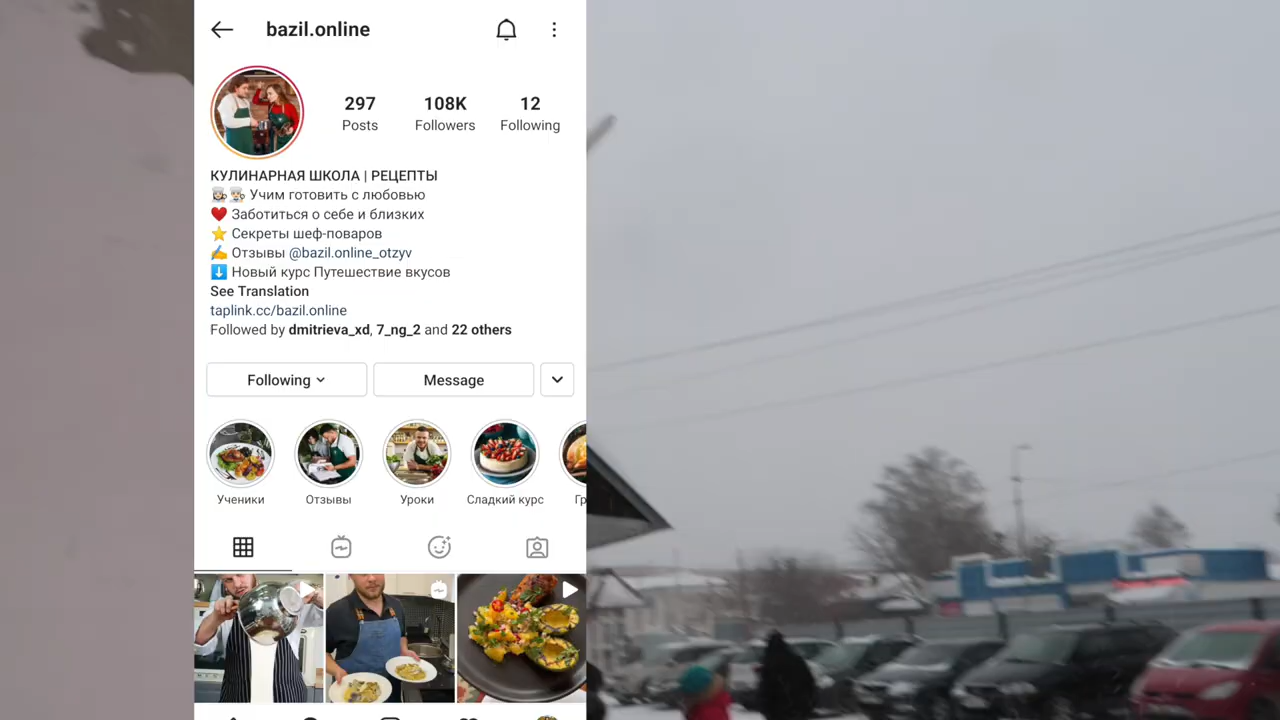 bazil.online
297 108K 12
Posts Followers Following
КУЛИНАРНАЯ ШКОЛА | РЕЦЕПТЫ
👩🏻‍🍳👨🏻‍🍳 Учим готовить с любовью
❤️ Заботиться о себе и близких
⭐ Секреты шеф-поваров
✍️ Отзывы @bazil.online_otzyv
⬇️ Новый курс Путешествие вкусов
See Translation
taplink.cc/bazil.online
Followed by dmitrieva_xd, 7_ng_2 and 22 others
Following Message
Ученики Отзывы Уроки Сладкий курс Гр